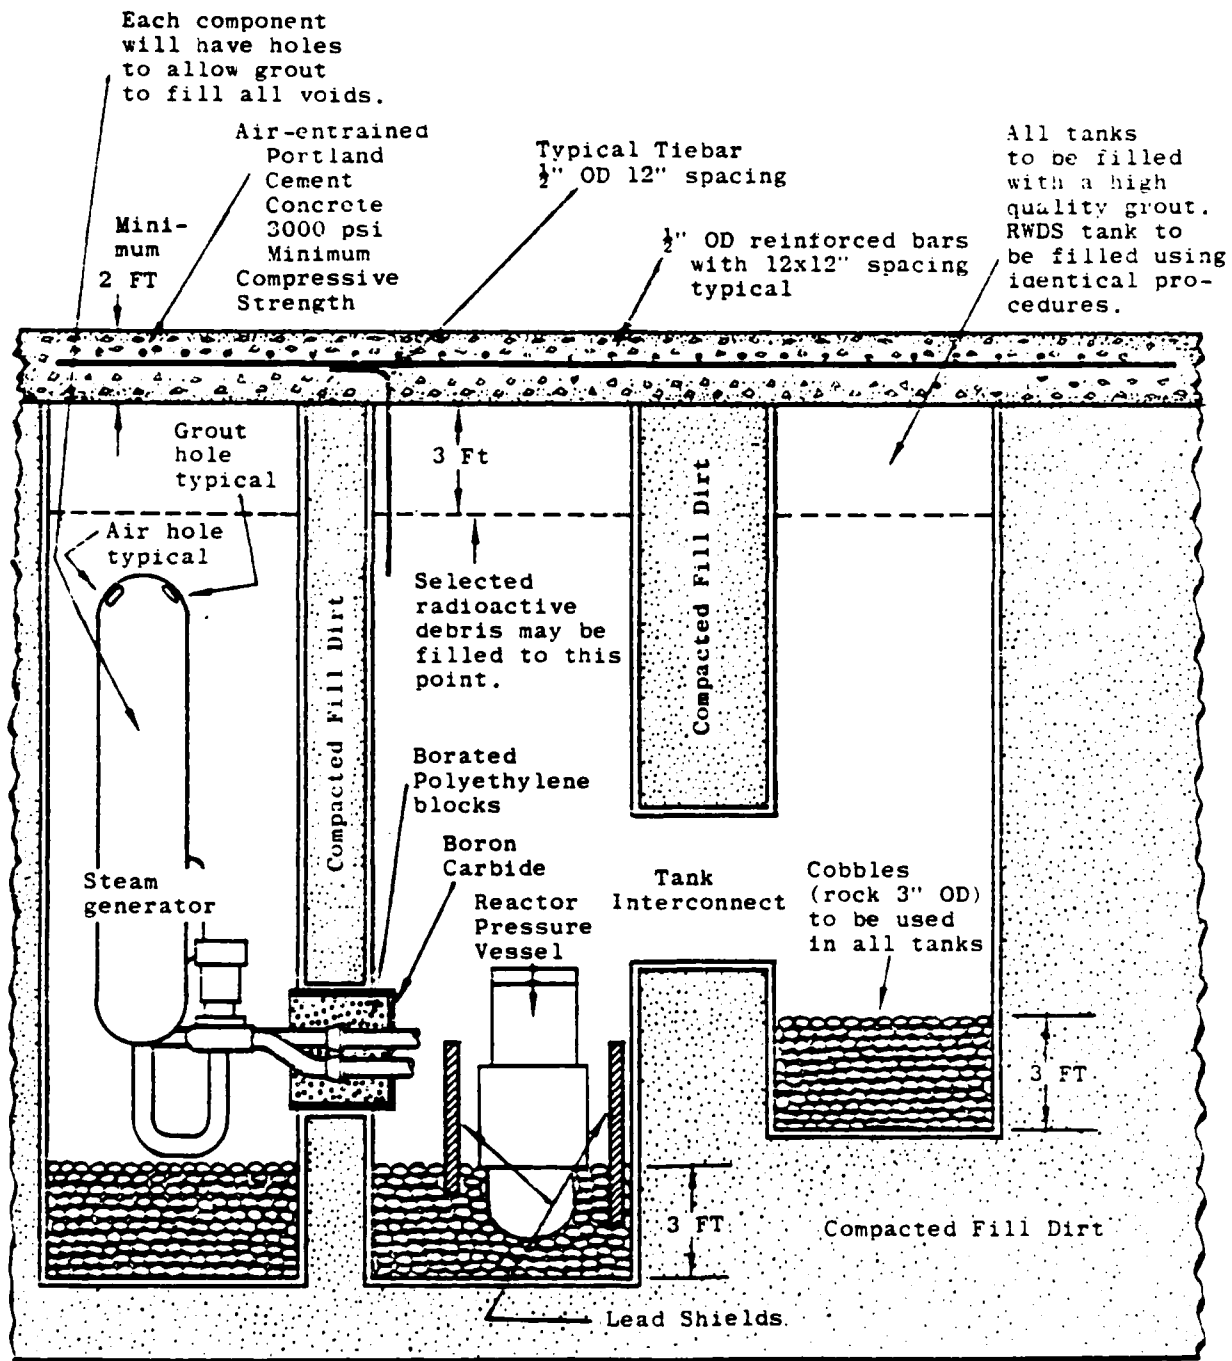 Each component
will have holes
to allow grout
to fill all voids.
Air-entrained
Portland
Cement
Concrete
3000 psi
Minimum
Compressive
Strength
Mini-
mum
2 FT
Typical Tiebar
½" OD 12" spacing
½" OD reinforced bars
with 12x12" spacing
typical
All tanks
to be filled
with a high
quality grout.
RWDS tank to
be filled using
identical pro-
cedures.
Grout
hole
typical
Air hole
typical
3 Ft
Selected
radioactive
debris may be
filled to this
point.
Compacted Fill Dirt
Compacted Fill Dirt
Borated
Polyethylene
blocks
Boron
Carbide
Reactor
Pressure
Vessel
Tank
Interconnect
Cobbles
(rock 3" OD)
to be used
in all tanks
Steam
generator
3 FT
3 FT
Compacted Fill Dirt
Lead Shields